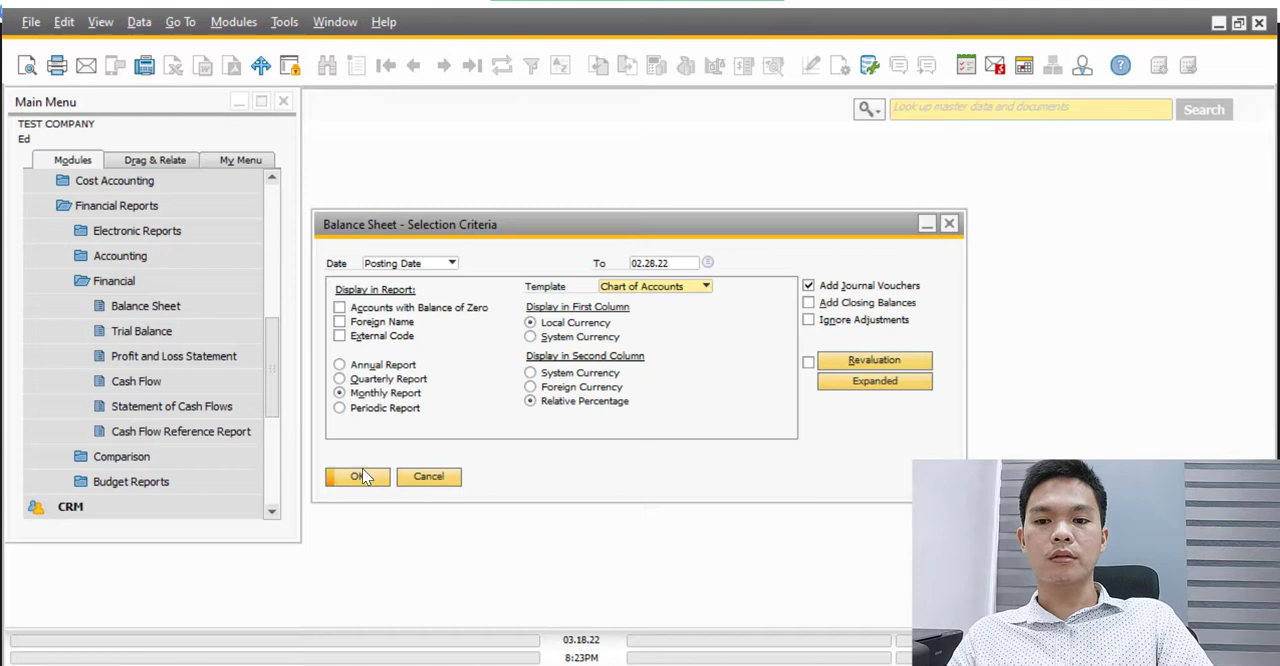 File Edit View Data Go To Modules Tools Window Help
Main Menu
TEST COMPANY
Ed
Modules Drag & Relate My Menu
Cost Accounting
Financial Reports
Electronic Reports
Accounting
Financial
Balance Sheet
Trial Balance
Profit and Loss Statement
Cash Flow
Statement of Cash Flows
Cash Flow Reference Report
Comparison
Budget Reports
CRM
Look up master data and documents Search
Balance Sheet - Selection Criteria
Date Posting Date To 02.28.22
Display in Report:
Accounts with Balance of Zero
Foreign Name
External Code
Annual Report
Quarterly Report
Monthly Report
Periodic Report
Template Chart of Accounts
Display in First Column
Local Currency
System Currency
Display in Second Column
System Currency
Foreign Currency
Relative Percentage
Add Journal Vouchers
Add Closing Balances
Ignore Adjustments
Revaluation
Expanded
OK Cancel
03.18.22
8:23PM